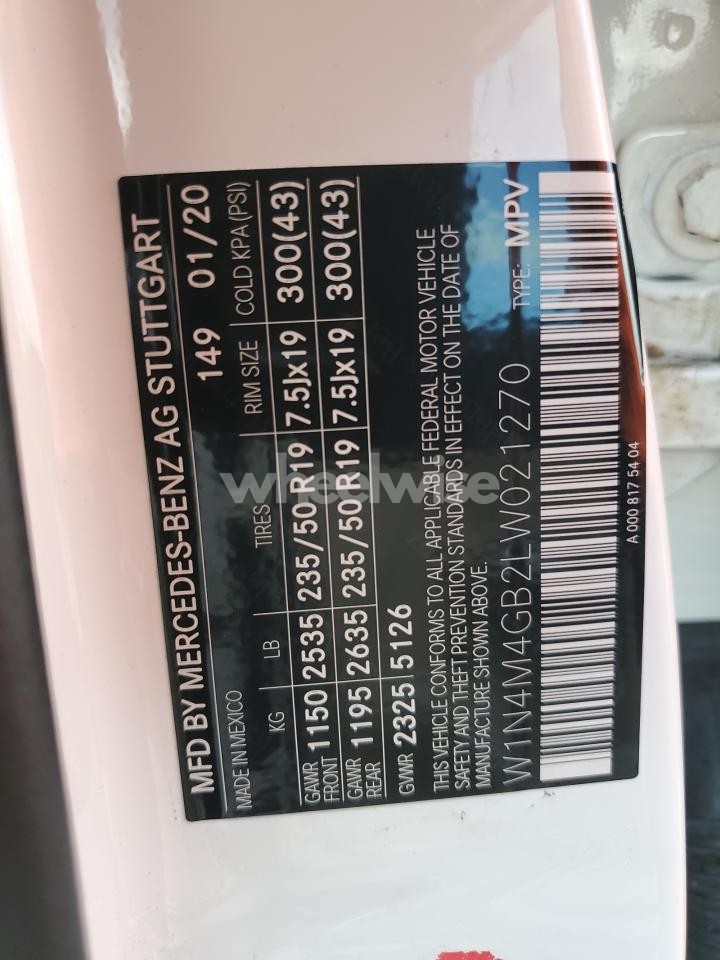 MFD BY MERCEDES-BENZ AG STUTTGART
MADE IN MEXICO 149 01/20
KG LB TIRES RIM SIZE COLD KPA (PSI)
GAWR FRONT 1150 2535 235/50 R19 7.5Jx19 300(43)
GAWR REAR 1195 2635 235/50 R19 7.5Jx19 300(43)
GVWR 2325 5126
THIS VEHICLE CONFORMS TO ALL APPLICABLE FEDERAL MOTOR VEHICLE
SAFETY AND THEFT PREVENTION STANDARDS IN EFFECT ON THE DATE OF
MANUFACTURE SHOWN ABOVE.
W1N4M4GB2LW021270 TYPE: MPV
A 000 817 54 04
wheelwise